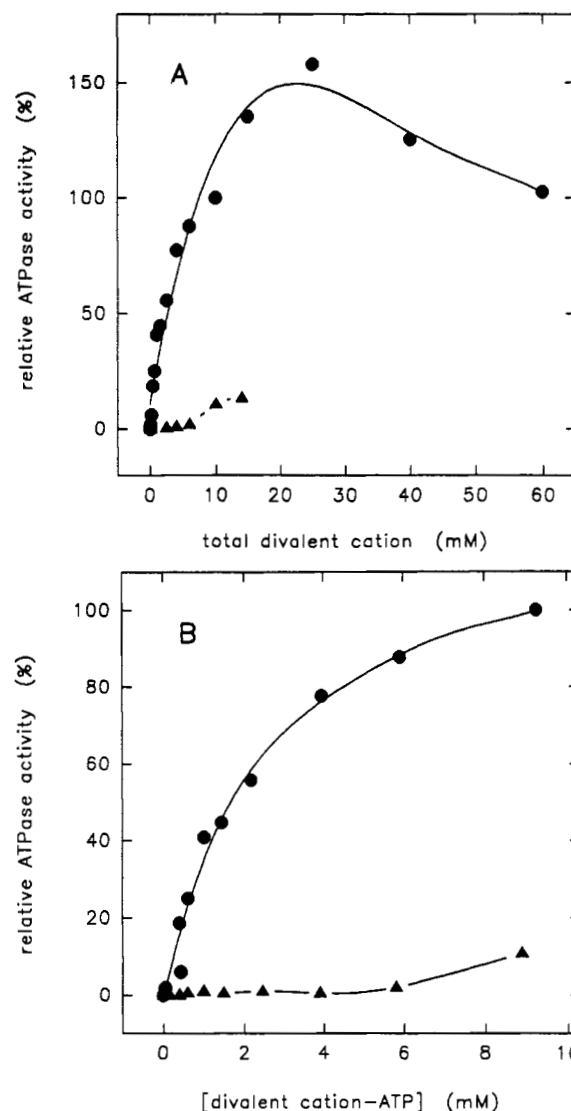 A
relative ATPase activity (%)
150
100
50
0
0 10 20 30 40 50 60
total divalent cation (mM)
B
relative ATPase activity (%)
100
80
60
40
20
0
0 2 4 6 8 10
[divalent cation-ATP] (mM)